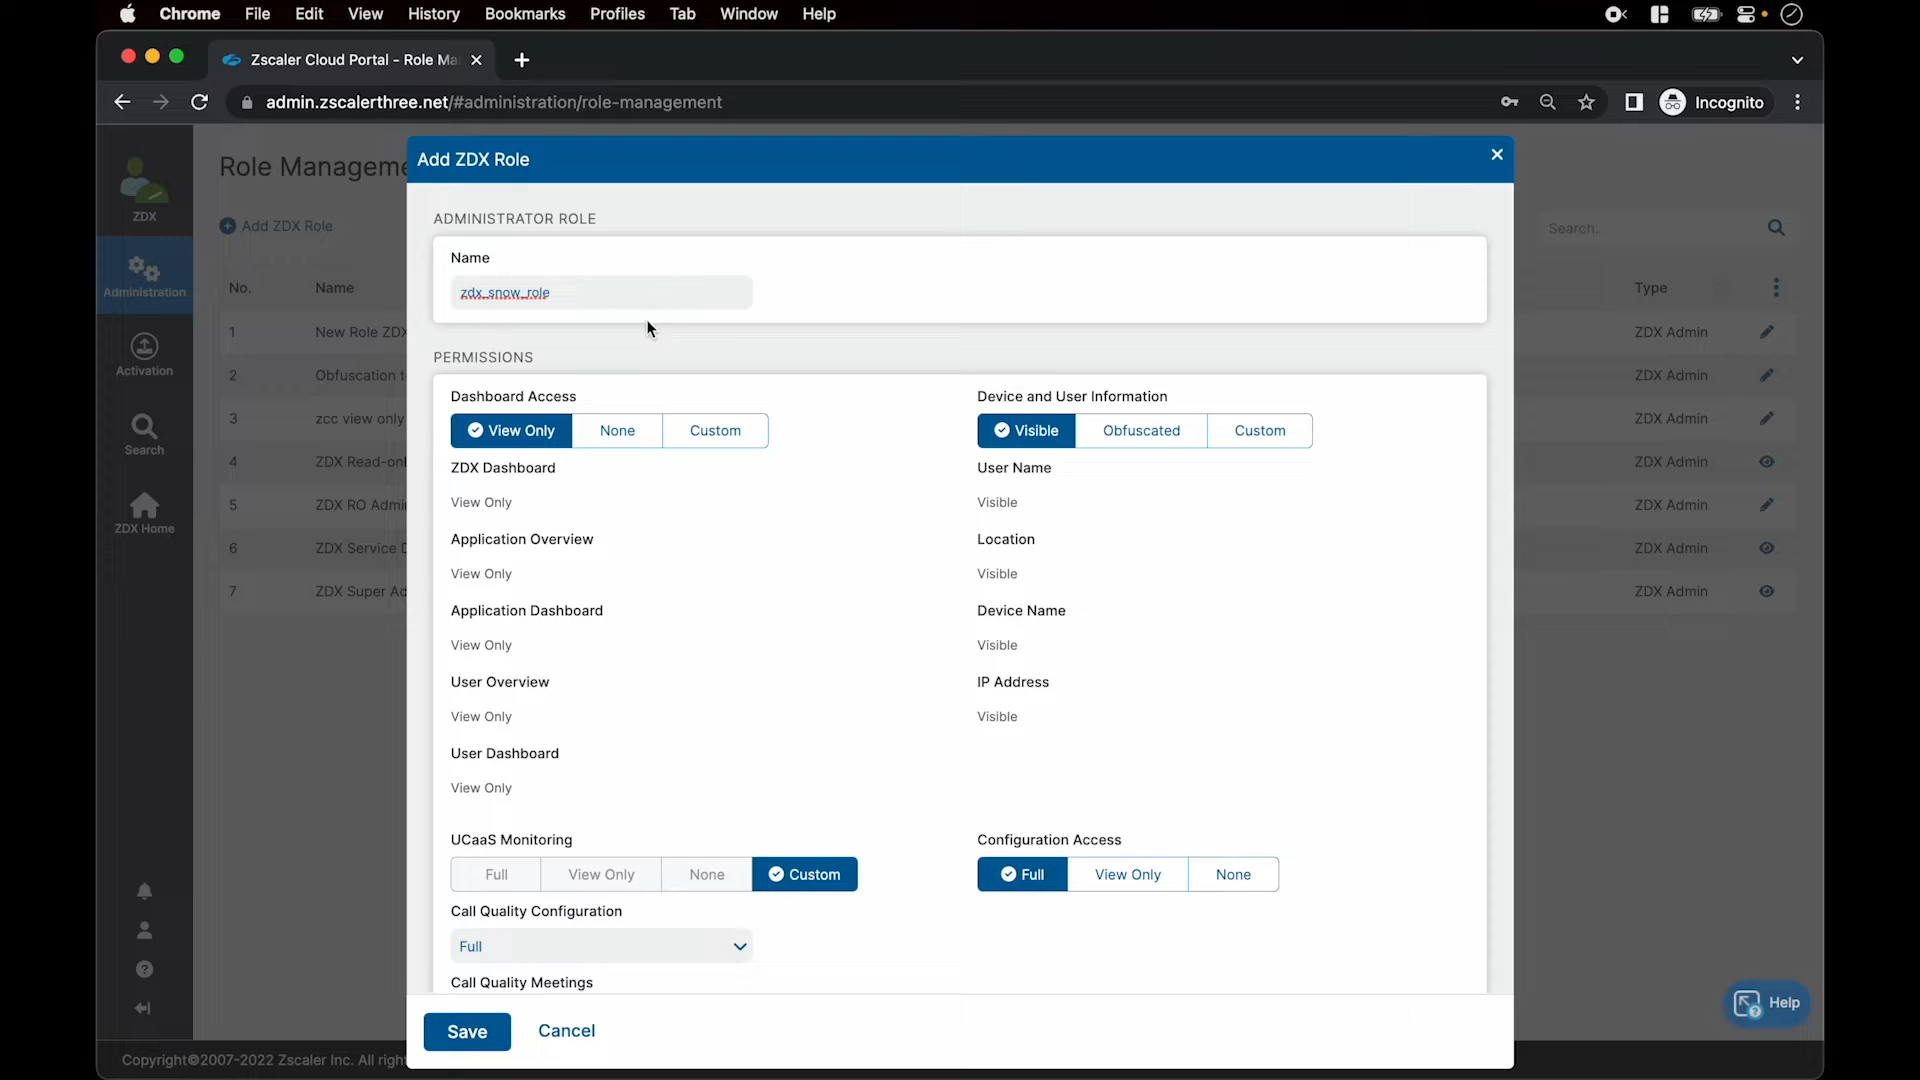 Chrome File Edit View History Bookmarks Profiles Tab Window Help
Zscaler Cloud Portal - Role Ma
admin.zscalerthree.net/#administration/role-management
Incognito
ZDX
Administration
Activation
Search
ZDX Home
Role Manageme
Add ZDX Role
Search:
No. Name Type
1 New Role ZDX ZDX Admin
2 Obfuscation t ZDX Admin
3 zcc view only ZDX Admin
4 ZDX Read-onl ZDX Admin
5 ZDX RO Admi ZDX Admin
6 ZDX Service D ZDX Admin
7 ZDX Super Ad ZDX Admin
Add ZDX Role
ADMINISTRATOR ROLE
Name
zdx_snow_role
PERMISSIONS
Dashboard Access Device and User Information
View Only None Custom Visible Obfuscated Custom
ZDX Dashboard User Name
View Only Visible
Application Overview Location
View Only Visible
Application Dashboard Device Name
View Only Visible
User Overview IP Address
View Only Visible
User Dashboard
View Only
UCaaS Monitoring Configuration Access
Full View Only None Custom Full View Only None
Call Quality Configuration
Full
Call Quality Meetings
Save Cancel
Help
Copyright©2007-2022 Zscaler Inc. All right